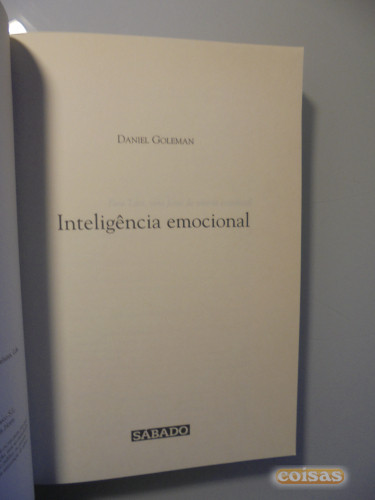 DANIEL GOLEMAN
Inteligência emocional
SÁBADO
coisas